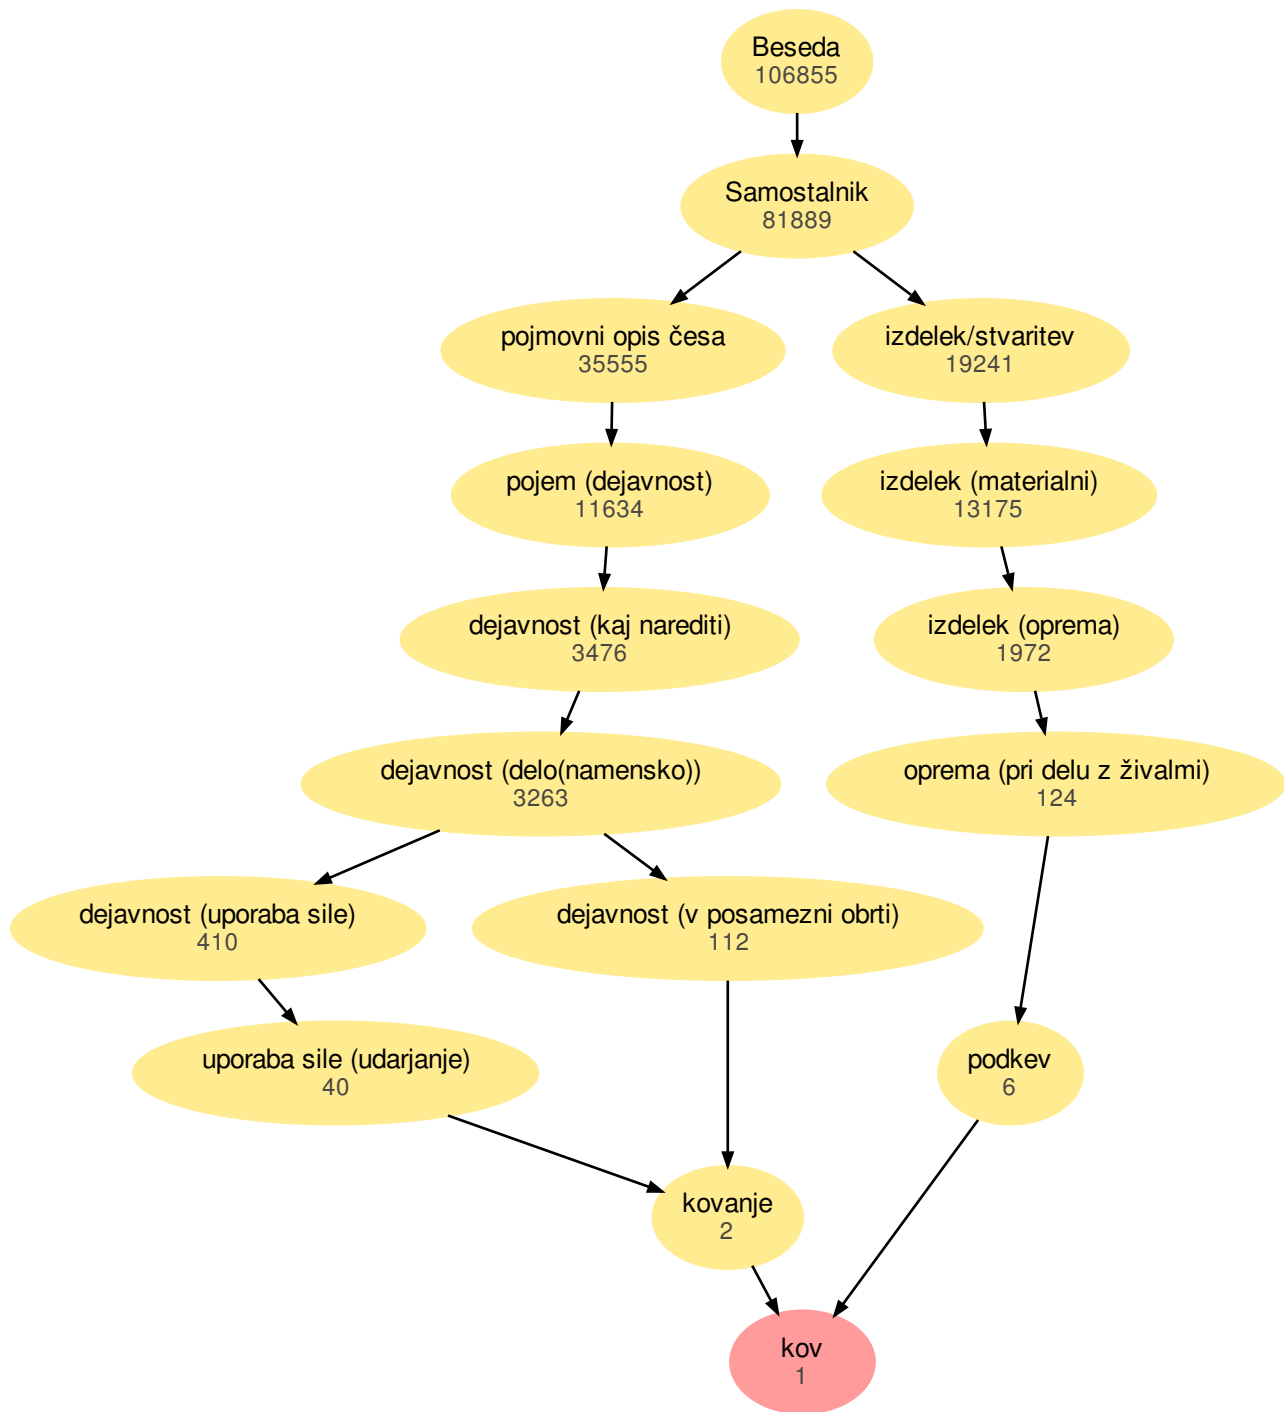 Beseda
106855
Samostalnik
81889
pojmovni opis česa
35555
izdelek/stvaritev
19241
pojem (dejavnost)
11634
izdelek (materialni)
13175
dejavnost (kaj narediti)
3476
izdelek (oprema)
1972
dejavnost (delo(namensko))
3263
oprema (pri delu z živalmi)
124
dejavnost (uporaba sile)
410
dejavnost (v posamezni obrti)
112
uporaba sile (udarjanje)
40
podkev
6
kovanje
2
kov
1